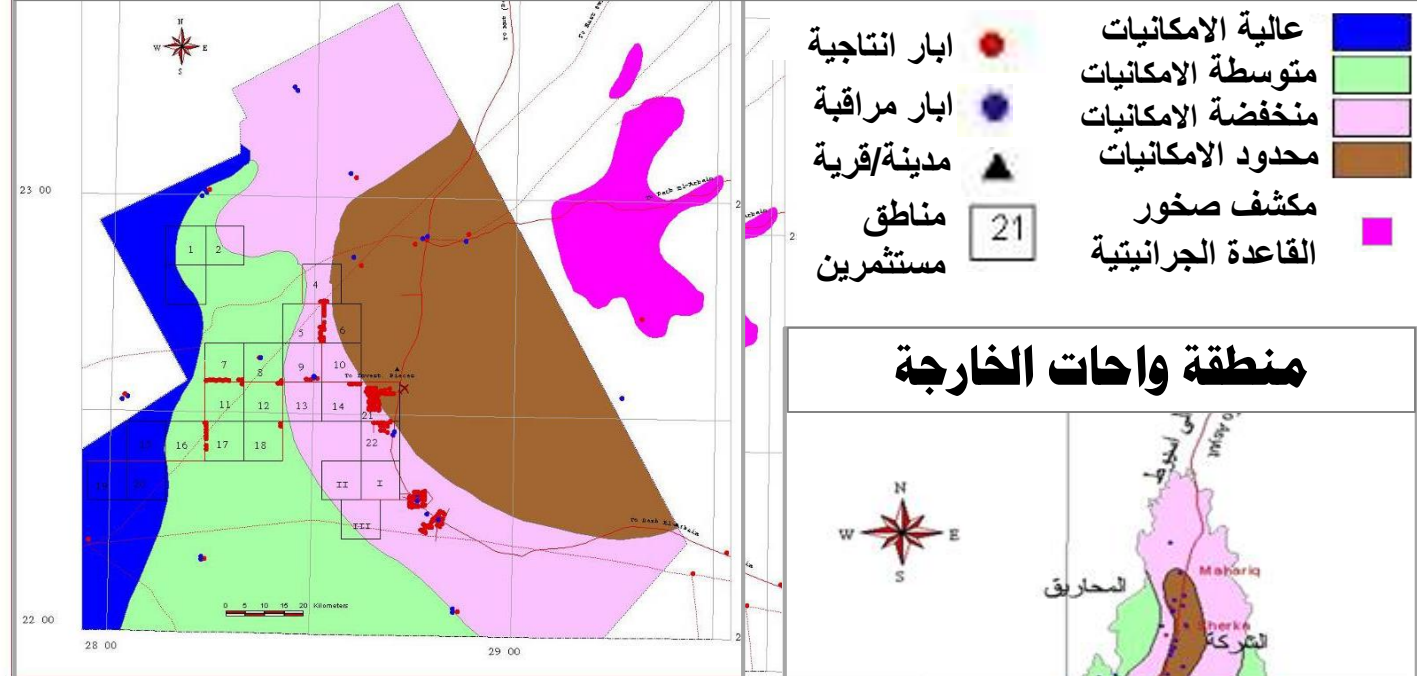 N
W E
S
23 00
22 00
28 00
29 00
1
2
4
5
6
7
8
9
10
11
12
13
14
21
16
17
18
22
II
I
III
0 5 10 15 20 Kilometers
عالية الامكانيات
متوسطة الامكانيات
منخفضة الامكانيات
محدود الامكانيات
مكشف صخور
القاعدة الجرانيتية
ابار انتاجية
ابار مراقبة
مدينة/قرية
21
مناطق
مستثمرين
منطقة واحات الخارجة
N
W E
S
To Asyut
Mahariq
المحاريق
Sherka
الشركة